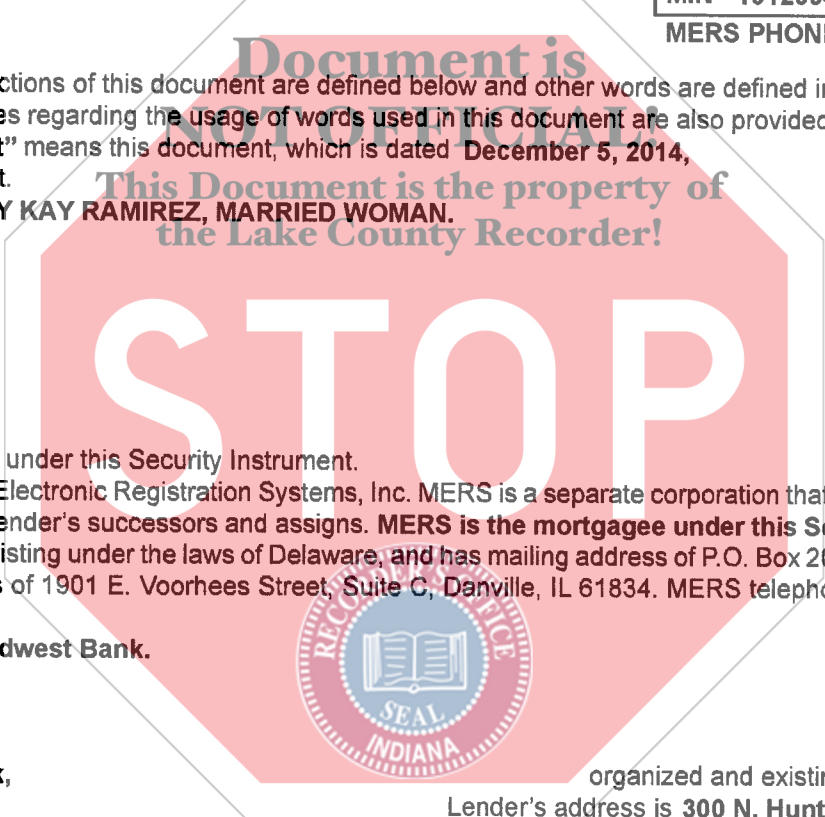 MERS PHON
Document is
ctions of this document are defined below and other words are defined i
NOT OFFICIAL!
es regarding the usage of words used in this document are also provided
t” means this document, which is dated December 5, 2014,
t.
This Document is the property of
Y KAY RAMIREZ, MARRIED WOMAN.
the Lake County Recorder!
STOP
under this Security Instrument.
Electronic Registration Systems, Inc. MERS is a separate corporation that
ender's successors and assigns. MERS is the mortgagee under this S
isting under the laws of Delaware, and has mailing address of P.O. Box 2
s of 1901 E. Voorhees Street, Suite C, Danville, IL 61834. MERS teleph
dwest Bank.
RECORDER'S OFFICE
SEAL
INDIANA
k,
organized and existin
Lender's address is 300 N. Hunt